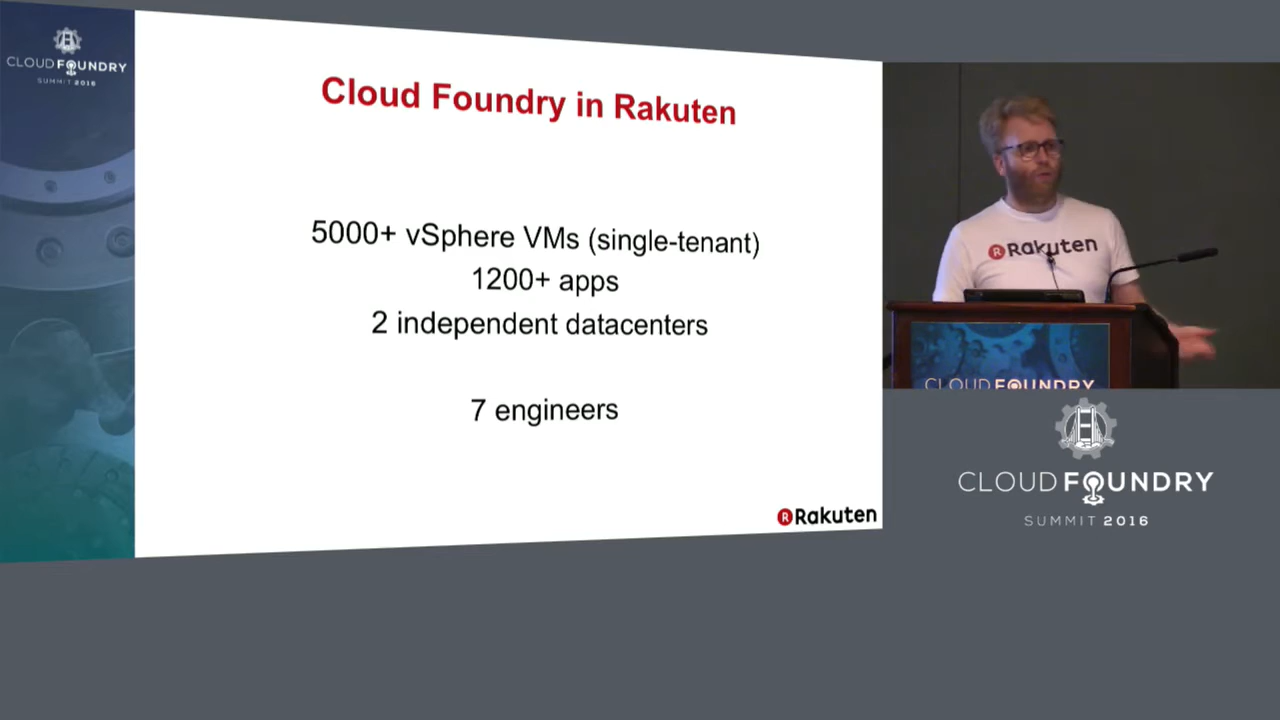 CLOUD FOUNDRY
SUMMIT 2016
Cloud Foundry in Rakuten
5000+ vSphere VMs (single-tenant)
1200+ apps
2 independent datacenters
7 engineers
R Rakuten
R Rakuten
CLOUD FOUNDRY
CLOUD FOUNDRY
SUMMIT 2016